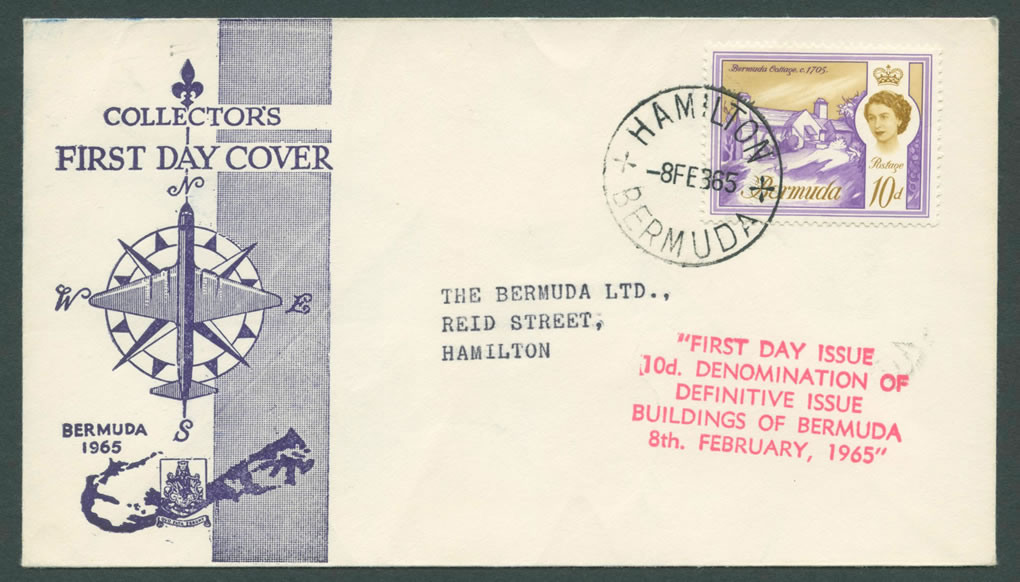 COLLECTOR'S
FIRST DAY COVER
N
W E
S
BERMUDA
1965
Bermuda Cottage, c. 1705.
Postage
10d
Bermuda
HAMILTON
-8FE365
BERMUDA
THE BERMUDA LTD.,
REID STREET,
HAMILTON
"FIRST DAY ISSUE
10d. DENOMINATION OF
DEFINITIVE ISSUE
BUILDINGS OF BERMUDA
8th. FEBRUARY, 1965"